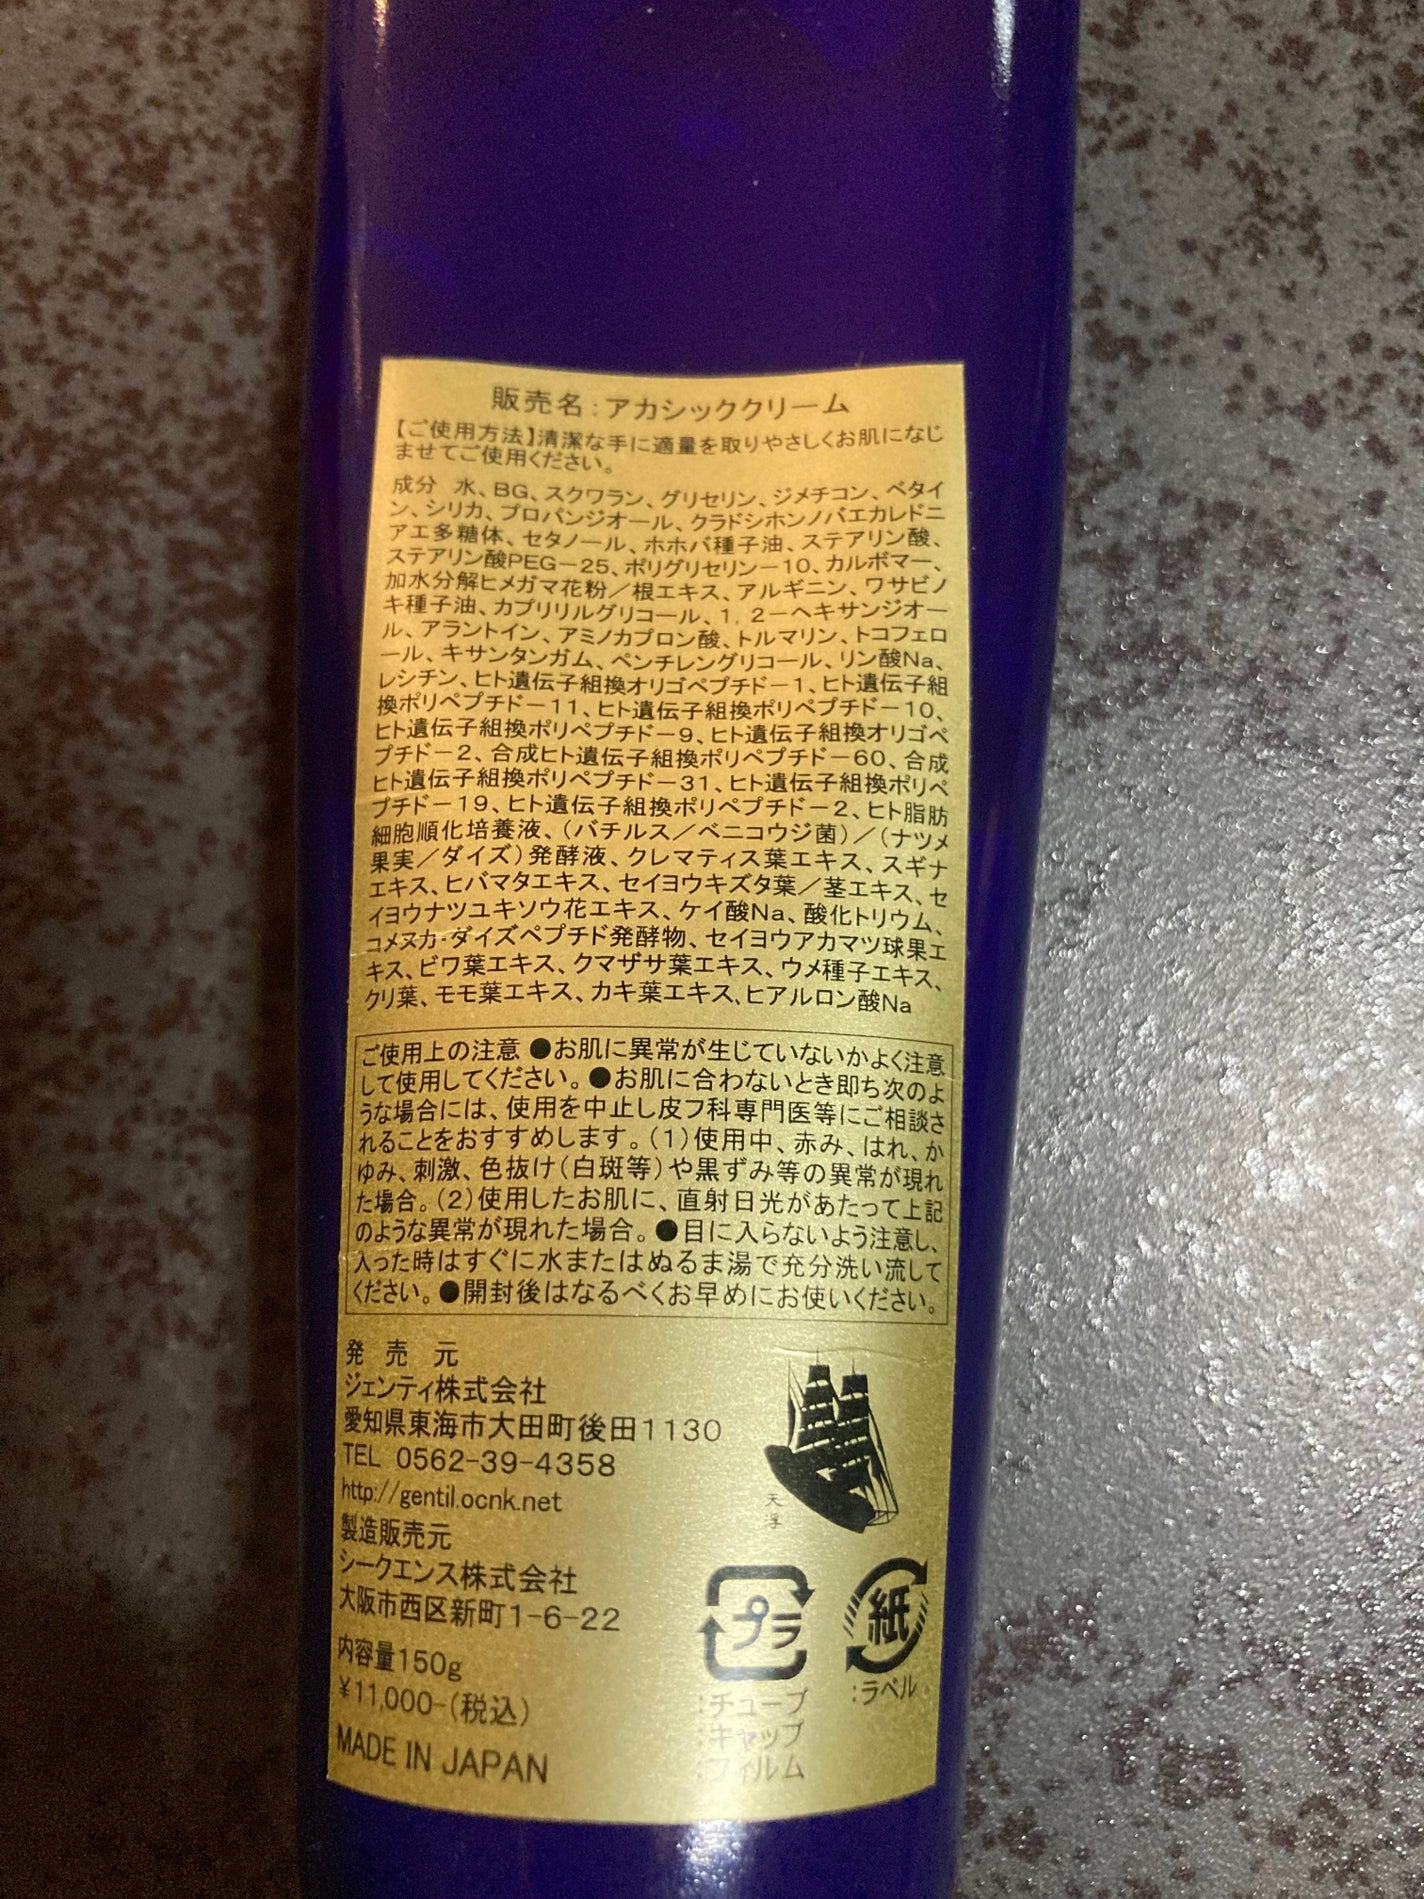 販売名：アカシッククリーム
【ご使用方法】清潔な手に適量を取りやさしくお肌になじ
ませてご使用ください。
成分　水、BG、スクワラン、グリセリン、ジメチコン、ベタイ
ン、シリカ、プロパンジオール、クラドシホンノバエカレドニ
アエ多糖体、セタノール、ホホバ種子油、ステアリン酸、
ステアリン酸PEG－25、ポリグリセリン－10、カルボマー、
加水分解ヒメガマ花粉／根エキス、アルギニン、ワサビノ
キ種子油、カプリリルグリコール、1，2－ヘキサンジオー
ル、アラントイン、アミノカプロン酸、トルマリン、トコフェロ
ール、キサンタンガム、ペンチレングリコール、リン酸Na、
レシチン、ヒト遺伝子組換オリゴペプチド－1、ヒト遺伝子組
換ポリペプチド－11、ヒト遺伝子組換ポリペプチド－10、
ヒト遺伝子組換ポリペプチド－9、ヒト遺伝子組換オリゴペ
プチド－2、合成ヒト遺伝子組換ポリペプチド－60、合成
ヒト遺伝子組換ポリペプチド－31、ヒト遺伝子組換ポリペ
プチド－19、ヒト遺伝子組換ポリペプチド－2、ヒト脂肪
細胞順化培養液、（バチルス／ベニコウジ菌）／（ナツメ
果実／ダイズ）発酵液、クレマティス葉エキス、スギナ
エキス、ヒバマタエキス、セイヨウキズタ葉／茎エキス、セ
イヨウナツユキソウ花エキス、ケイ酸Na、酸化トリウム、
コメヌカ・ダイズペプチド発酵物、セイヨウアカマツ球果エ
キス、ビワ葉エキス、クマザサ葉エキス、ウメ種子エキス、
クリ葉、モモ葉エキス、カキ葉エキス、ヒアルロン酸Na
ご使用上の注意 ●お肌に異常が生じていないかよく注意
して使用してください。●お肌に合わないとき即ち次のよ
うな場合には、使用を中止し皮フ科専門医等にご相談さ
れることをおすすめします。（1）使用中、赤み、はれ、か
ゆみ、刺激、色抜け（白斑等）や黒ずみ等の異常が現れ
た場合。（2）使用したお肌に、直射日光があたって上記
のような異常が現れた場合。●目に入らないよう注意し、
入った時はすぐに水またはぬるま湯で充分洗い流して
ください。●開封後はなるべくお早めにお使いください。
発 売 元
ジェンティ株式会社
愛知県東海市大田町後田1130
TEL 0562-39-4358
http://gentil.ocnk.net
製造販売元
シークエンス株式会社
大阪市西区新町1-6-22
内容量150g
¥11,000-（税込）
MADE IN JAPAN
天孚
プラ
：チューブ
：キャップ
：フィルム
紙
：ラベル